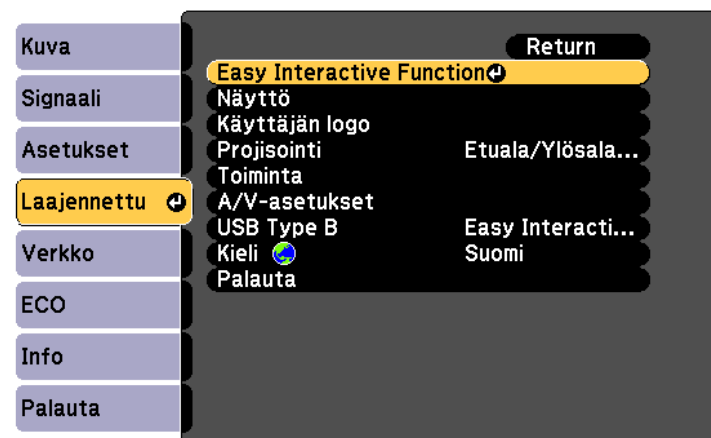 Kuva
Signaali
Asetukset
Laajennettu
Verkko
ECO
Info
Palauta
Return
Easy Interactive Function
Näyttö
Käyttäjän logo
Projisointi Etuala/Ylösala...
Toiminta
A/V-asetukset
USB Type B Easy Interacti...
Kieli Suomi
Palauta